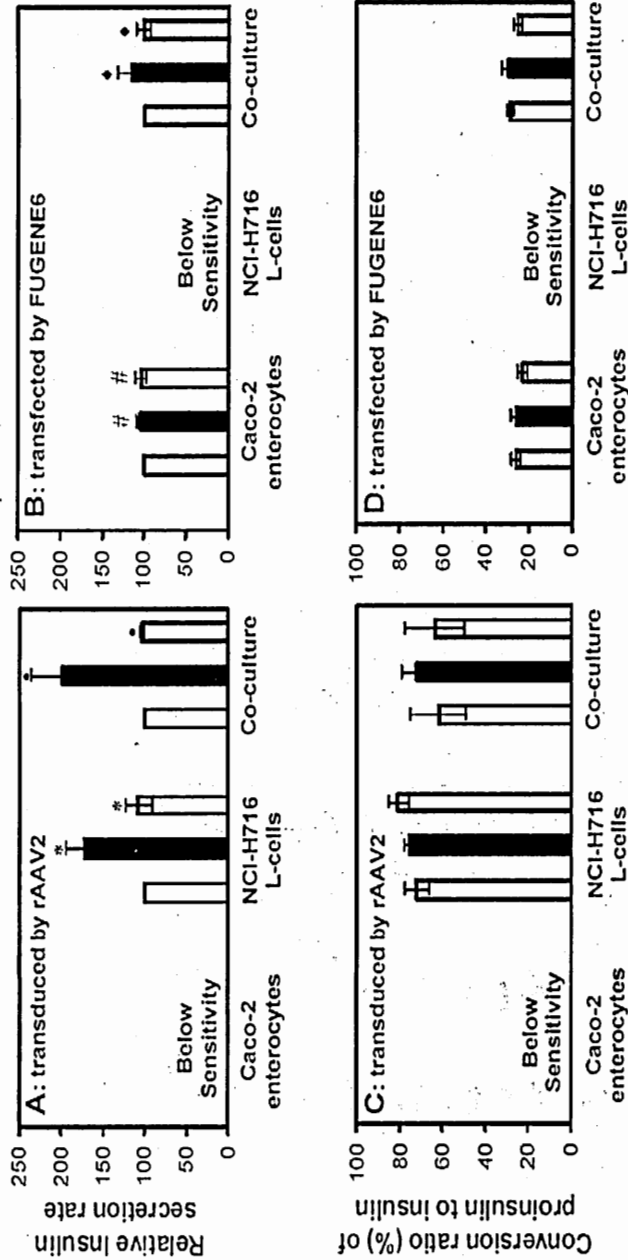 Relative Insulin
secretion rate
250
200
150
100
50
0
A: transduced by rAAV2
Below
Sensitivity
*
*
Caco-2
enterocytes
NCI-H716
L-cells
Co-culture
250
200
150
100
50
0
B: transfected by FUGENE6
#
#
Below
Sensitivity
Caco-2
enterocytes
NCI-H716
L-cells
Co-culture
Conversion ratio (%) of
proinsulin to insulin
100
80
60
40
20
0
C: transduced by rAAV2
Below
Sensitivity
Caco-2
enterocytes
NCI-H716
L-cells
Co-culture
100
80
60
40
20
0
D: transfected by FUGENE6
Below
Sensitivity
Caco-2
enterocytes
NCI-H716
L-cells
Co-culture